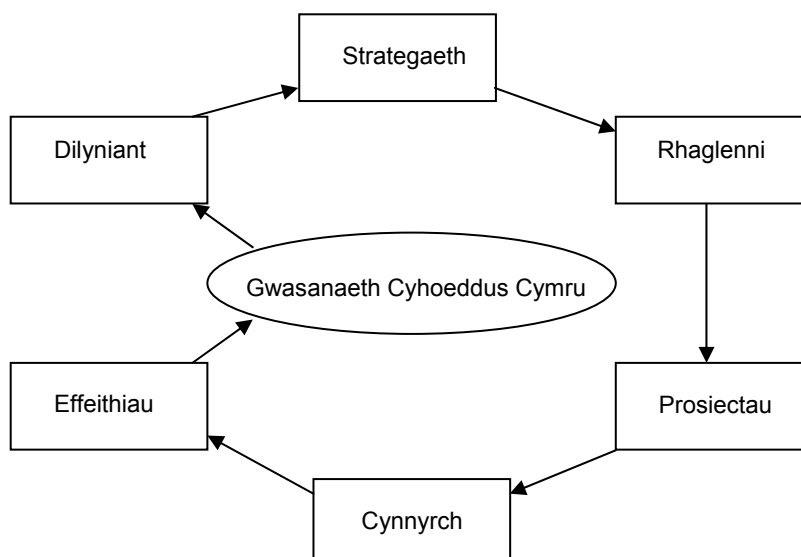 Strategaeth
Dilyniant
Rhaglenni
Gwasanaeth Cyhoeddus Cymru
Effeithiau
Prosiectau
Cynnyrch